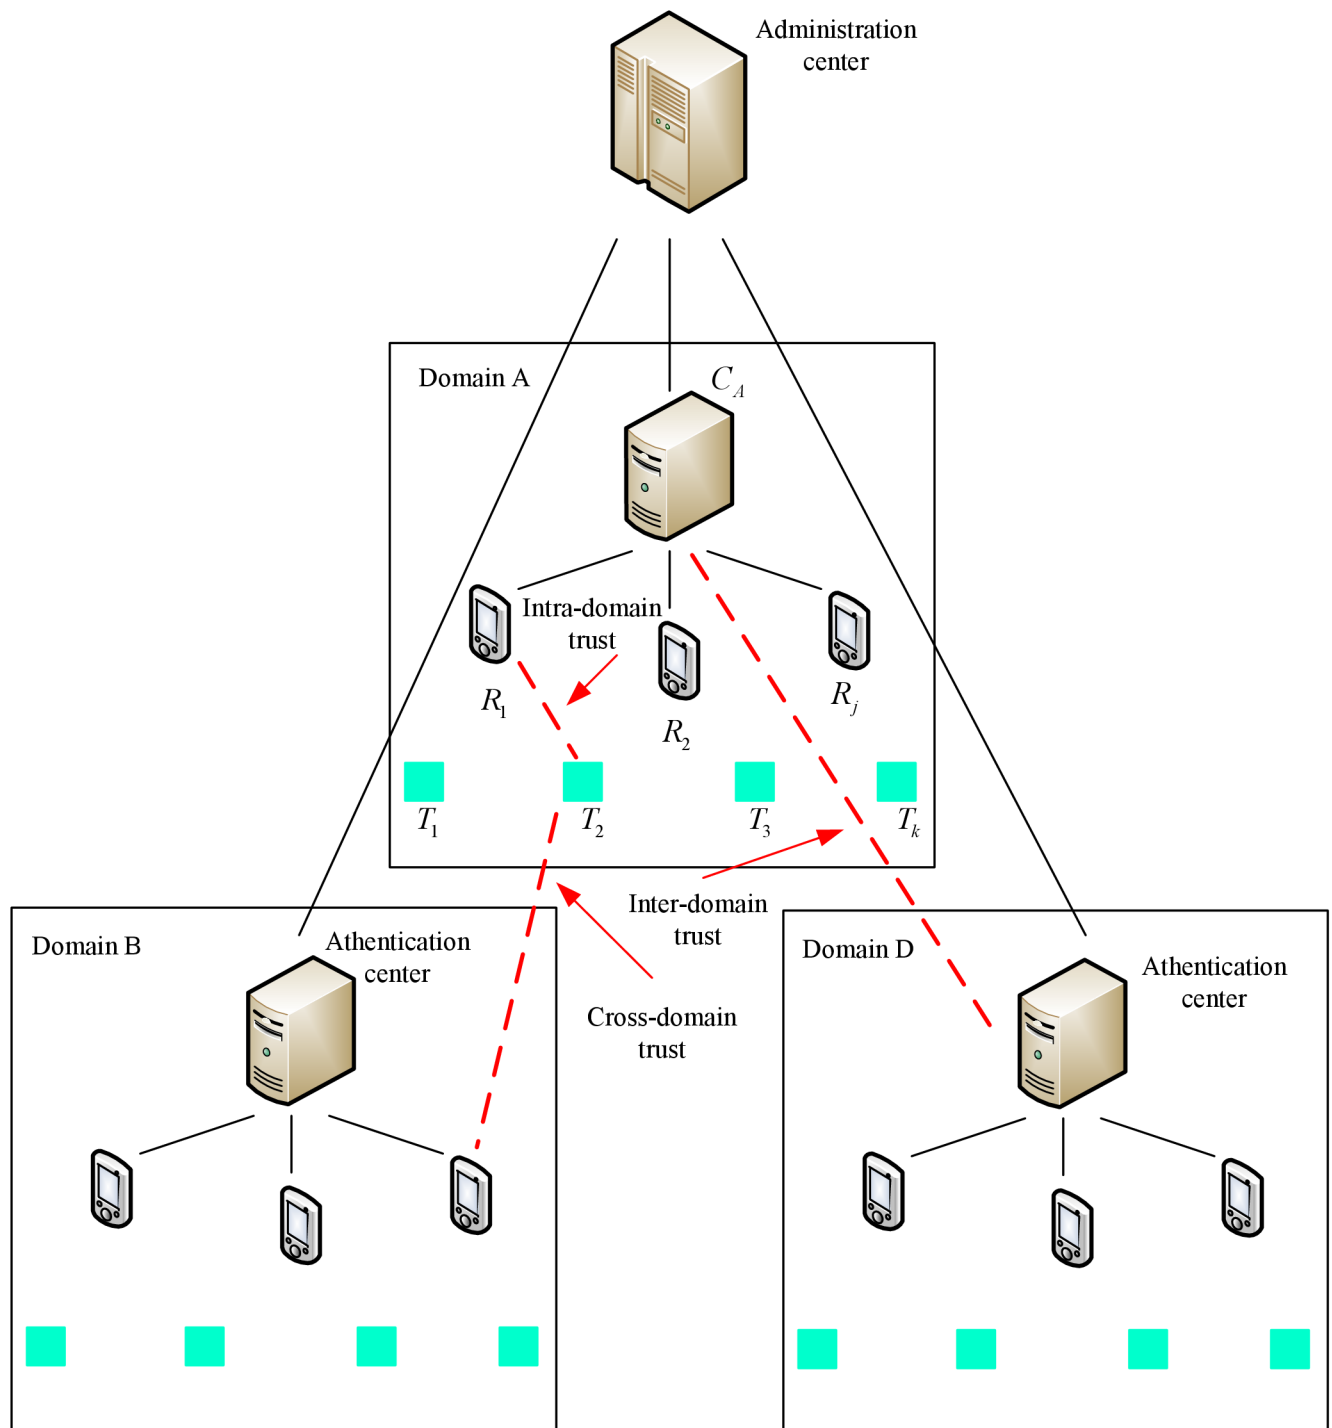 Administration
center
Domain A
C_A
Intra-domain
trust
R_1
R_2
R_j
T_1
T_2
T_3
T_k
Inter-domain
trust
Cross-domain
trust
Domain B
Athentication
center
Domain D
Athentication
center